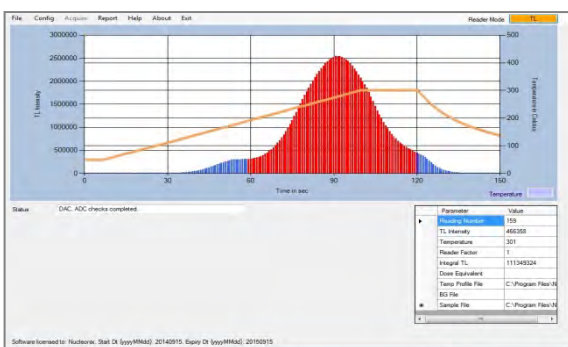 File Config Acquire Report Help About Exit Reader Mode TL
3000000 500
2500000 400
2000000 300
1500000
1000000 200
500000 100
0 0
TL Intensity
Temperature Celcius
0 30 60 90 120 150
Time in sec
Temperature
Status DAC, ADC checks completed.
Parameter Value
Reading Number 159
TL Intensity 466358
Temperature 301
Reader Factor 1
Integral TL 111349324
Dose Equivalent
Temp Profile File C:\Program Files\N
BG File
Sample File C:\Program Files\N
Software licensed to: Nucleonix, Start Dt (yyyyMMdd): 20140915, Expiry Dt (yyyyMMdd): 20150915